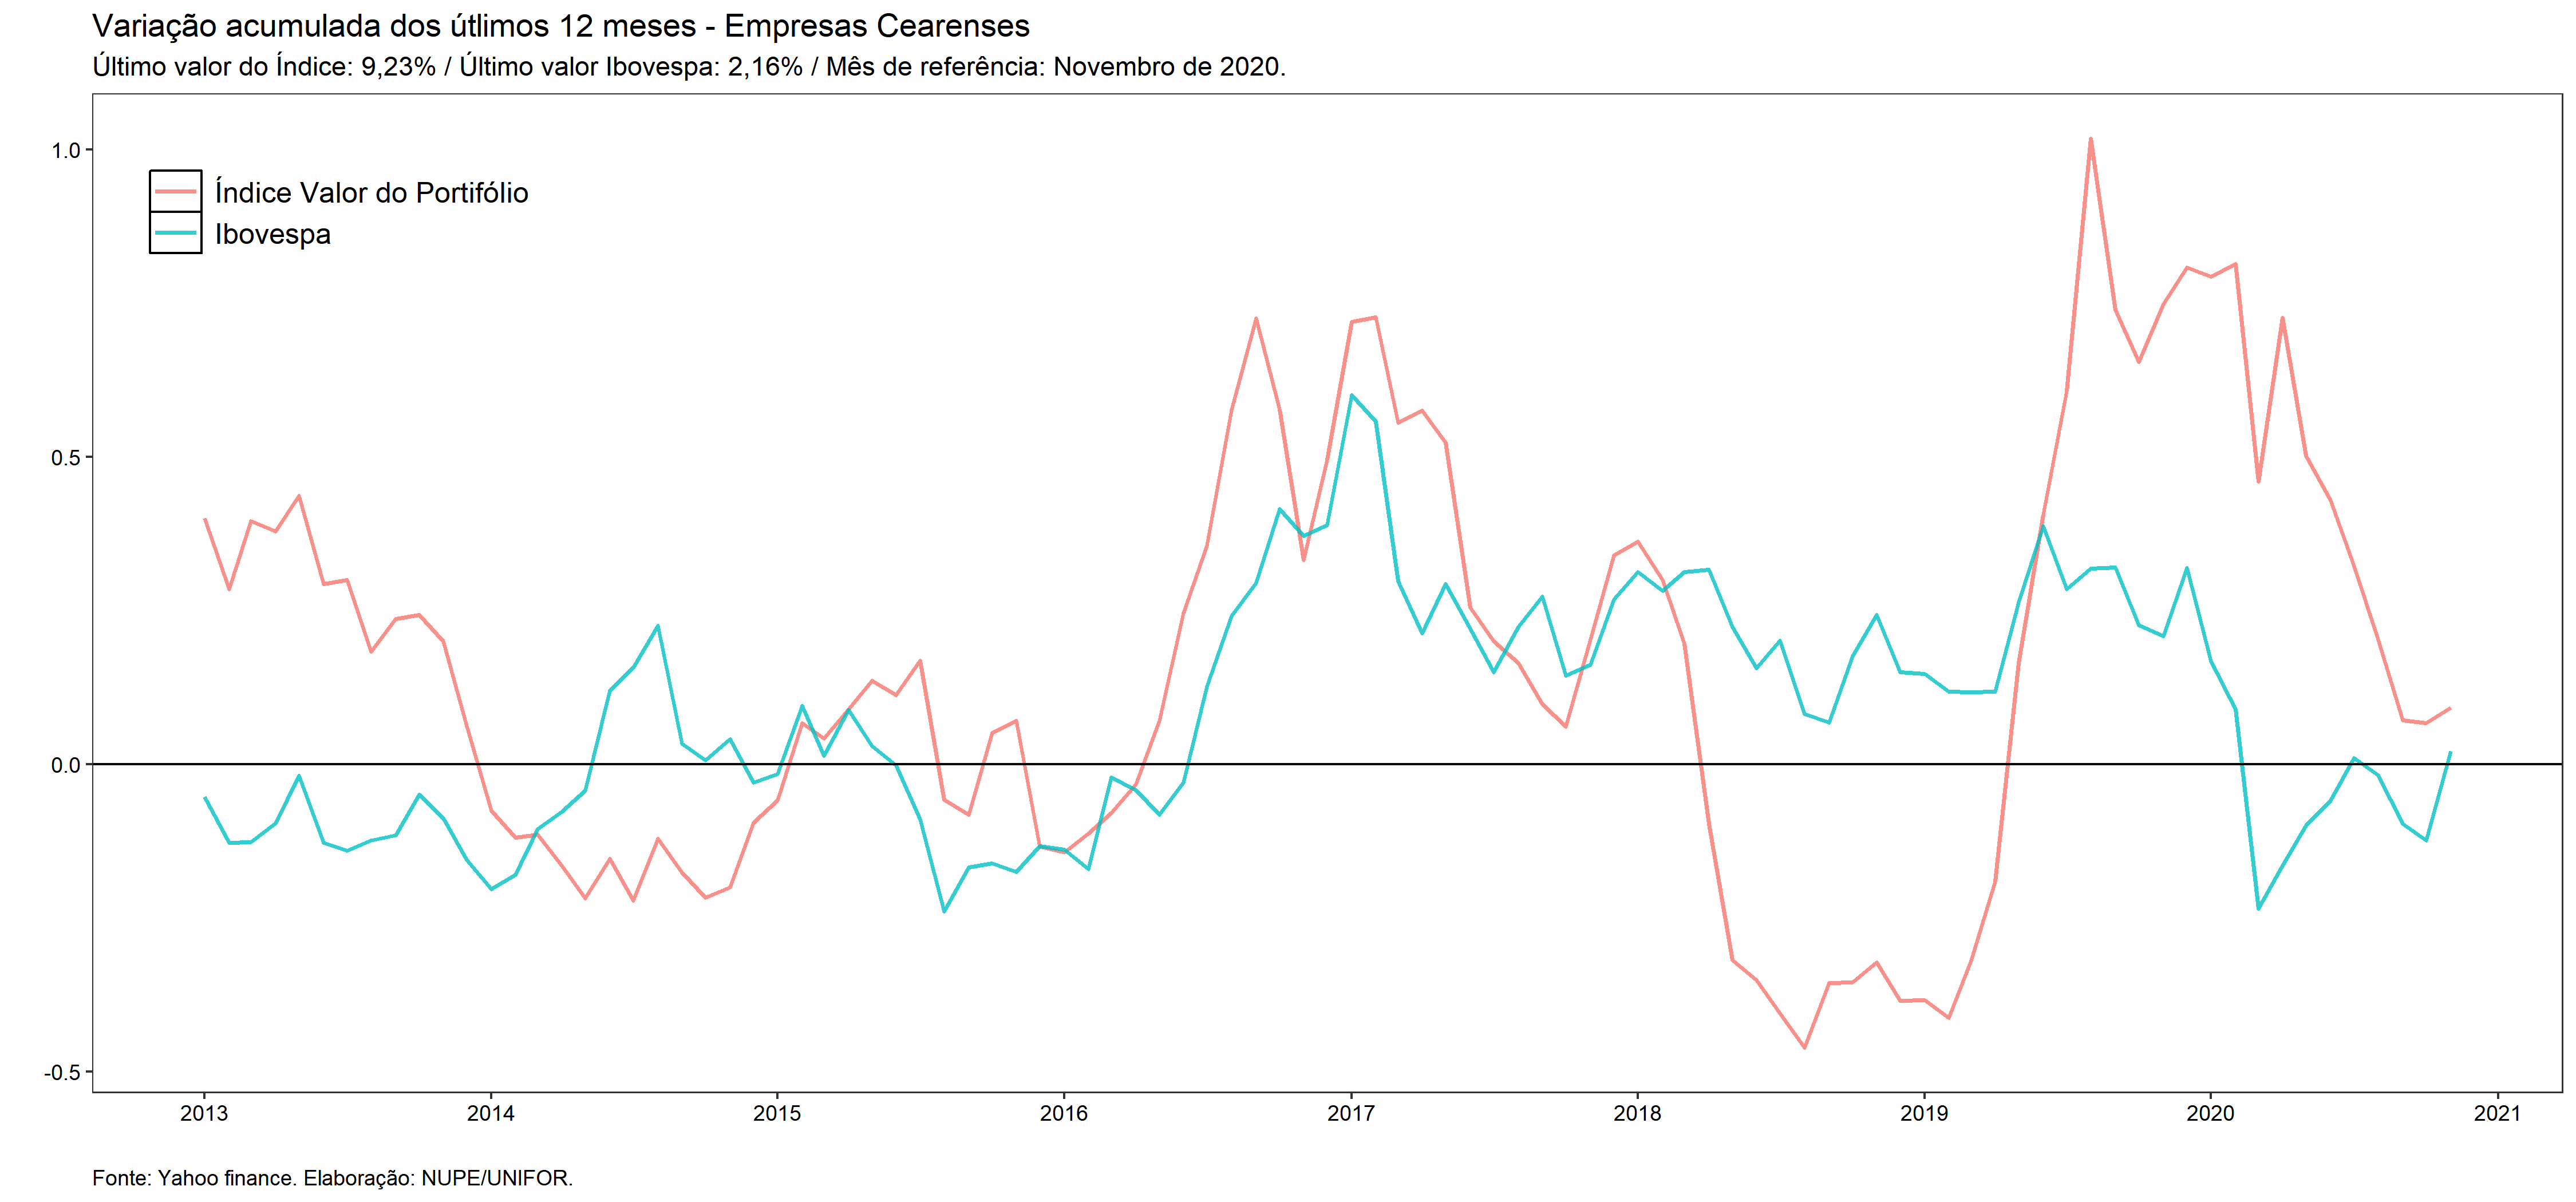 Variação acumulada dos útlimos 12 meses - Empresas Cearenses
Último valor do Índice: 9,23% / Último valor Ibovespa: 2,16% / Mês de referência: Novembro de 2020.
1.0
Índice Valor do Portifólio
Ibovespa
0.5
0.0
-0.5
2013 2014 2015 2016 2017 2018 2019 2020 2021
Fonte: Yahoo finance. Elaboração: NUPE/UNIFOR.